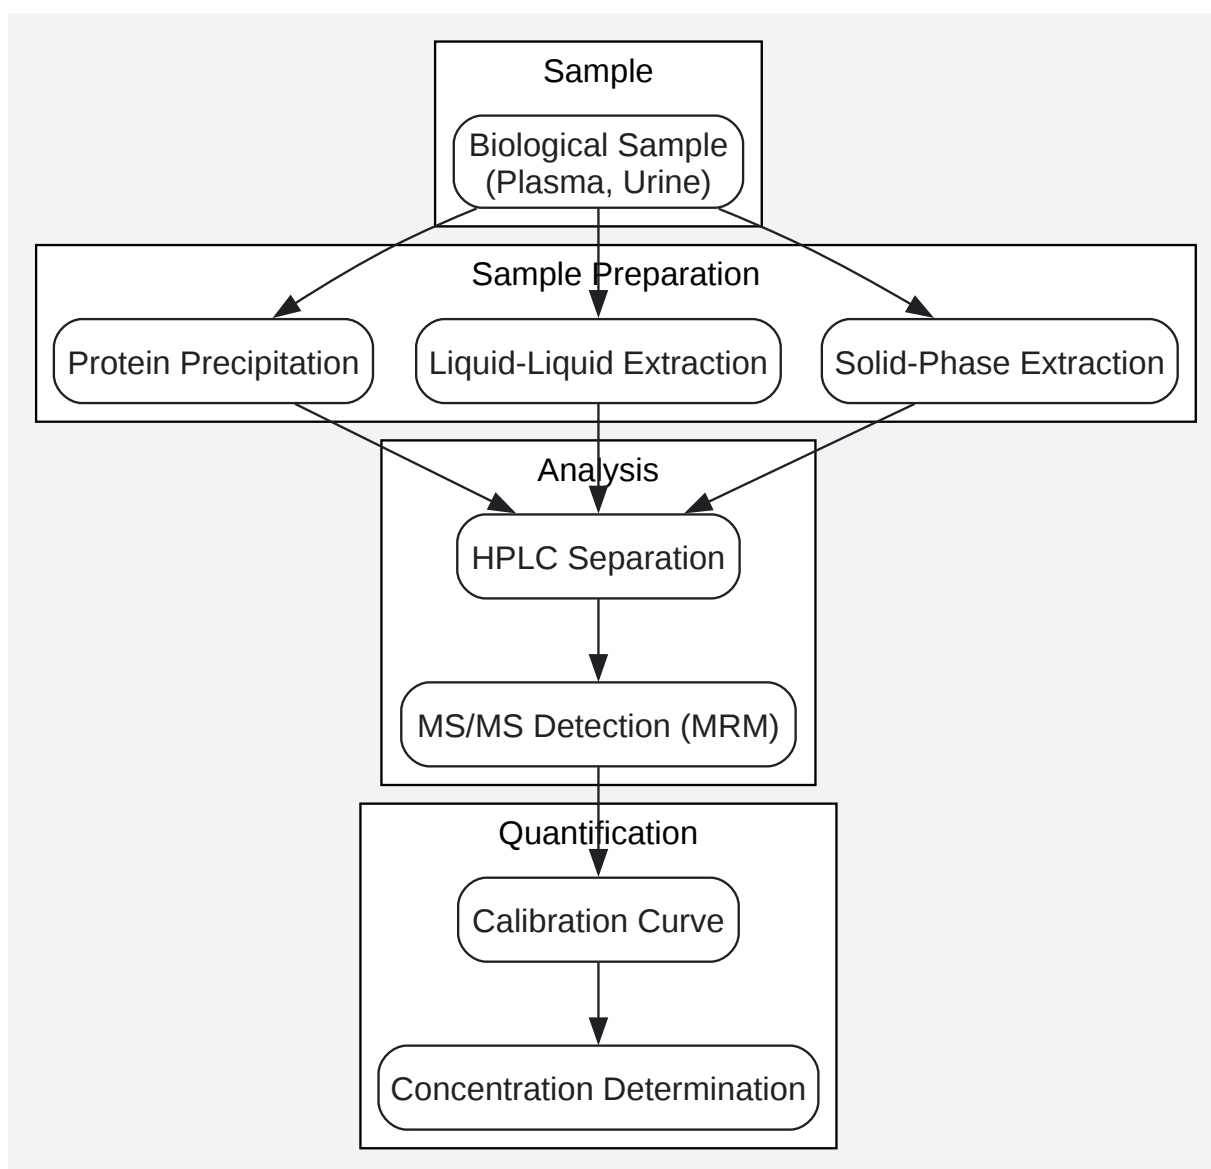 Sample
Biological Sample
(Plasma, Urine)
Sample Preparation
Protein Precipitation
Liquid-Liquid Extraction
Solid-Phase Extraction
Analysis
HPLC Separation
MS/MS Detection (MRM)
Quantification
Calibration Curve
Concentration Determination